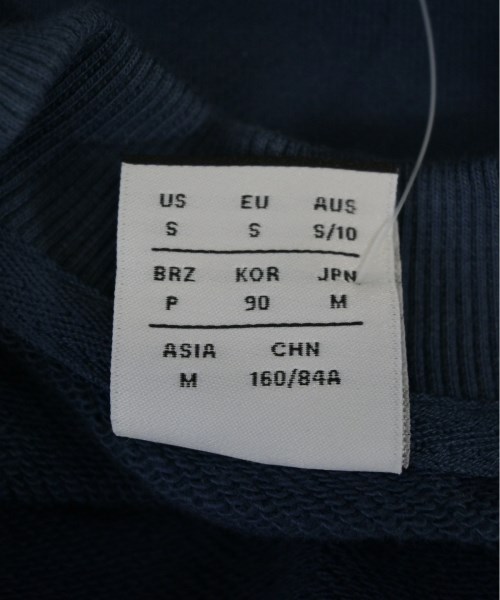 US EU AUS
S S S/10
BRZ KOR JPN
P 90 M
ASIA CHN
M 160/84A